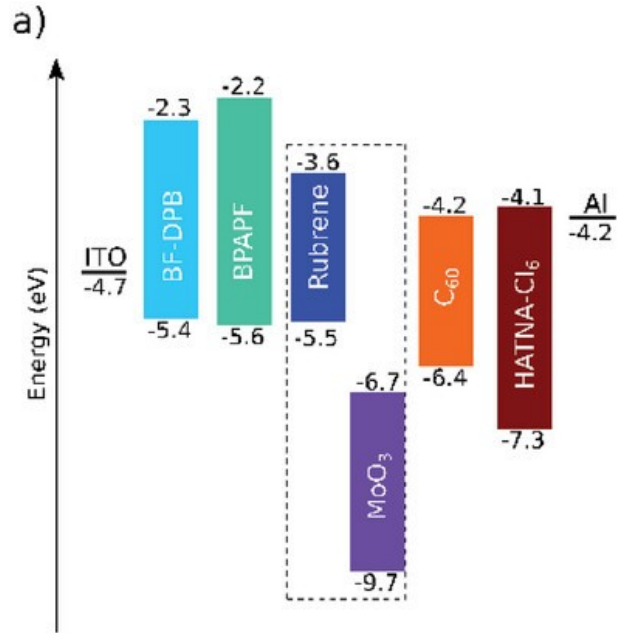 a)
Energy (eV)
ITO
-4.7
-2.3
BF-DPB
-5.4
-2.2
BPAPF
-5.6
-3.6
Rubrene
-5.5
-6.7
MoO₃
-9.7
-4.2
C₆₀
-6.4
-4.1
HATNA-Cl₆
-7.3
Al
-4.2